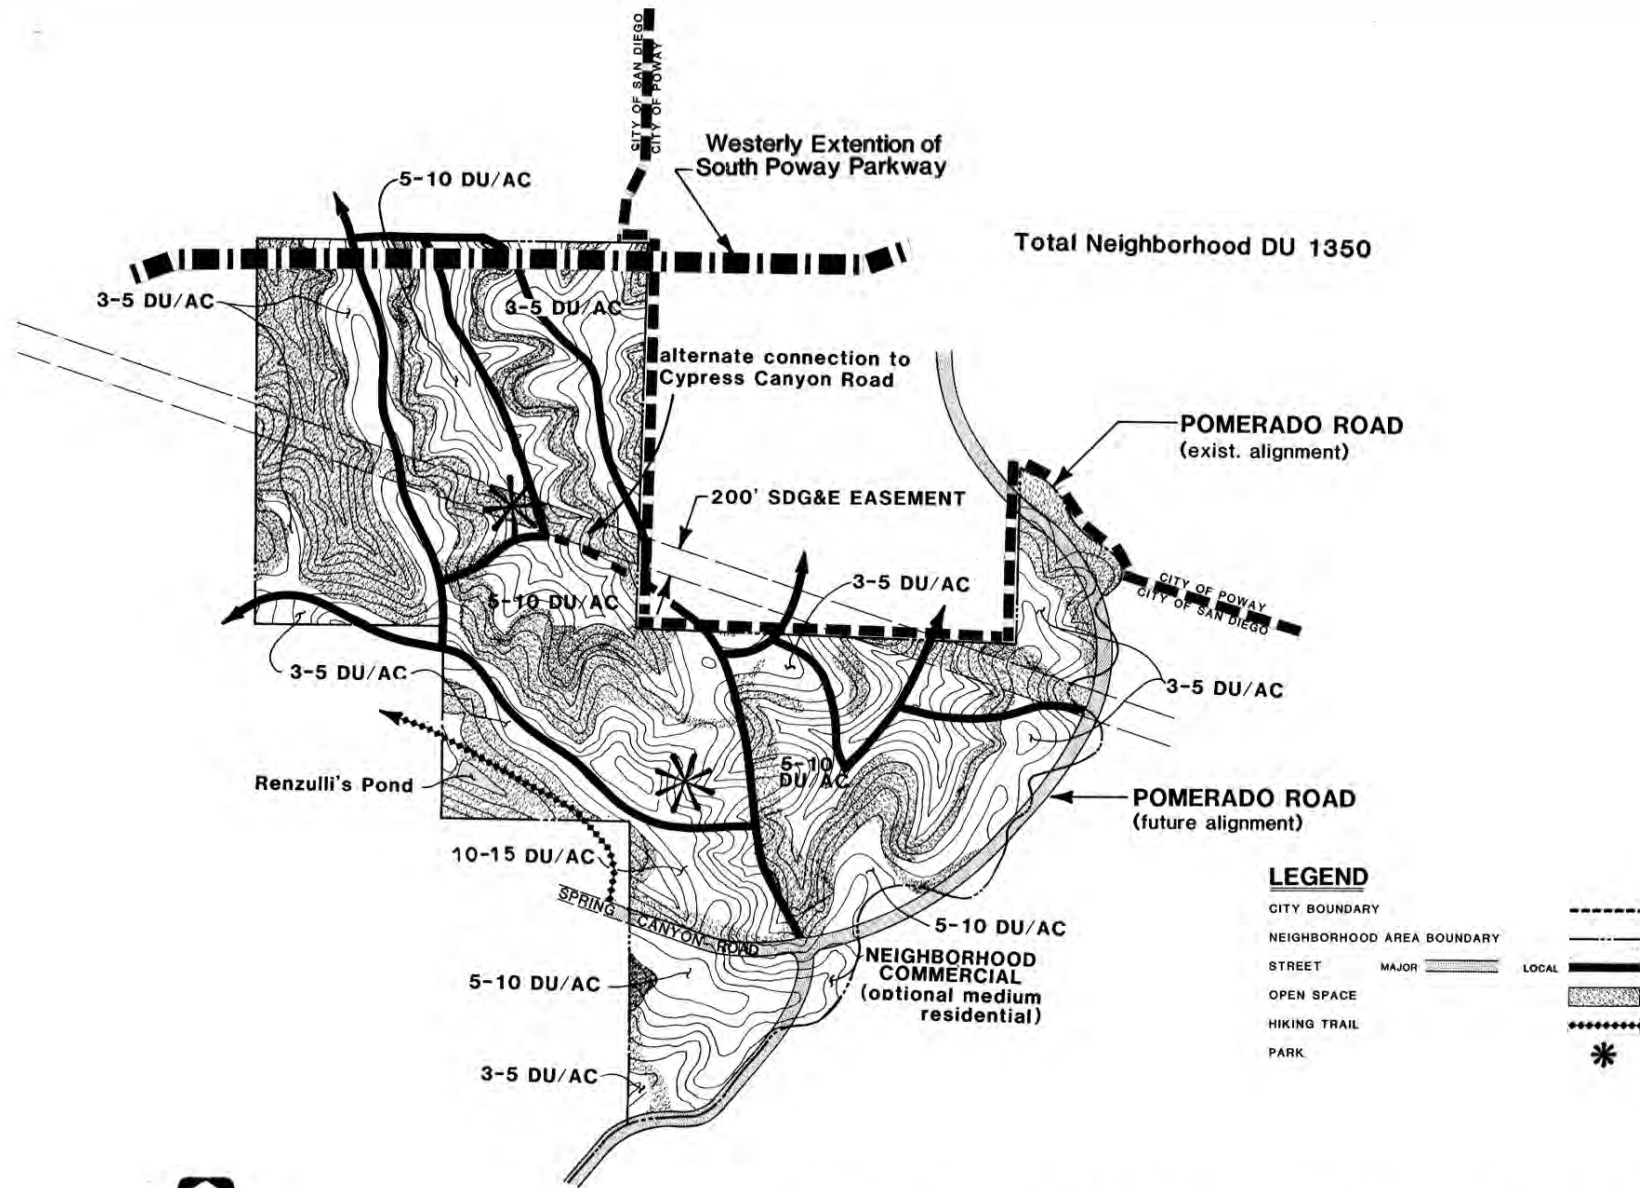 CITY OF SAN DIEGO
CITY OF POWAY
Westerly Extention of
South Poway Parkway
5-10 DU/AC
Total Neighborhood DU 1350
3-5 DU/AC
3-5 DU/AC
alternate connection to
Cypress Canyon Road
POMERADO ROAD
(exist. alignment)
200' SDG&E EASEMENT
3-5 DU/AC
CITY OF POWAY
CITY OF SAN DIEGO
5-10 DU/AC
3-5 DU/AC
3-5 DU/AC
5-10
DU/AC
Renzulli's Pond
POMERADO ROAD
(future alignment)
10-15 DU/AC
SPRING CANYON ROAD
5-10 DU/AC
NEIGHBORHOOD
COMMERCIAL
(optional medium
residential)
5-10 DU/AC
3-5 DU/AC
LEGEND
CITY BOUNDARY
NEIGHBORHOOD AREA BOUNDARY
STREET MAJOR LOCAL
OPEN SPACE
HIKING TRAIL
PARK